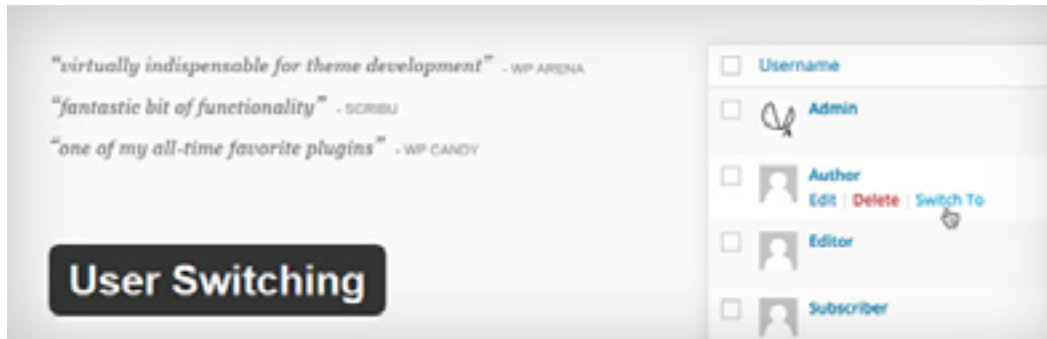 “virtually indispensable for theme development” - WP ARENA
“fantastic bit of functionality” - SCRIBU
“one of my all-time favorite plugins” - WP CANDY
User Switching
Username
Admin
Author
Edit | Delete | Switch To
Editor
Subscriber